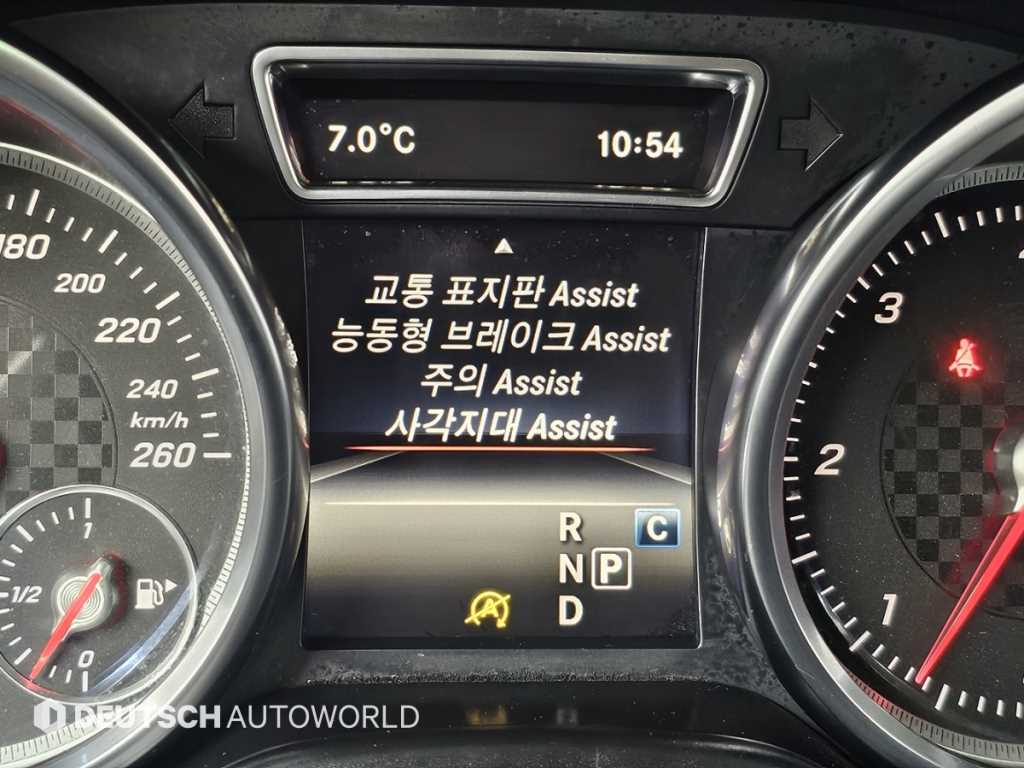 7.0°C 10:54
교통 표지판 Assist
능동형 브레이크 Assist
주의 Assist
사각지대 Assist
R C
N P
A D
180
200
220
240
km/h
260
1
1/2
0
3
2
1
DEUTSCH AUTOWORLD